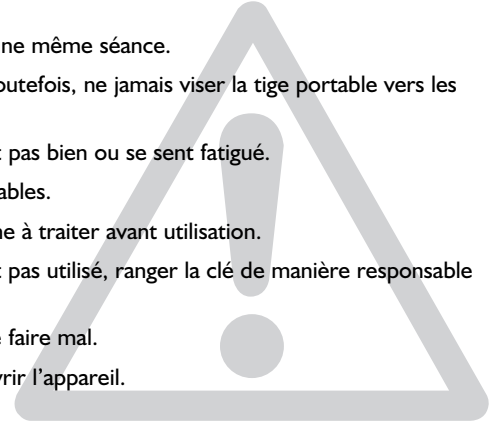 ne même séance.
outefois, ne jamais viser la tige portable vers les
pas bien ou se sent fatigué.
ables.
e à traiter avant utilisation.
pas utilisé, ranger la clé de manière responsable
faire mal.
rir l'appareil.